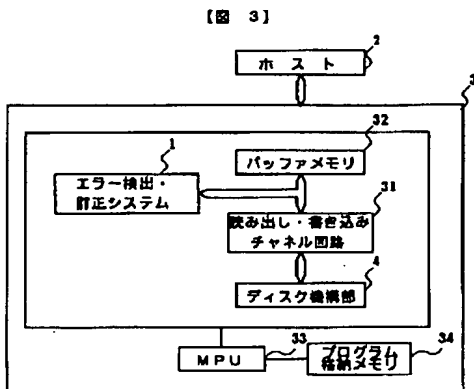 【図 3】
2
ホスト
3
32
1
バッファメモリ
エラー検出・
訂正システム
31
読み出し・書き込み
チャネル回路
4
ディスク機構部
33
34
MPU
プログラム
格納メモリ